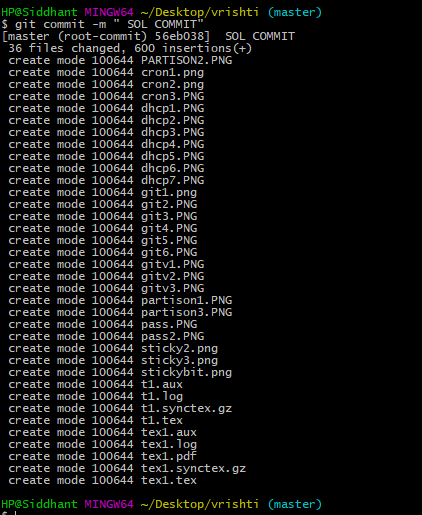 HP@Siddhant MINGW64 ~/Desktop/vrishti (master)
$ git commit -m " SOL COMMIT"
[master (root-commit) 56eb038]  SOL COMMIT
 36 files changed, 600 insertions(+)
 create mode 100644 PARTISON2.PNG
 create mode 100644 cron1.png
 create mode 100644 cron2.png
 create mode 100644 cron3.PNG
 create mode 100644 dhcp1.PNG
 create mode 100644 dhcp2.PNG
 create mode 100644 dhcp3.PNG
 create mode 100644 dhcp4.PNG
 create mode 100644 dhcp5.PNG
 create mode 100644 dhcp6.PNG
 create mode 100644 dhcp7.PNG
 create mode 100644 git1.png
 create mode 100644 git2.PNG
 create mode 100644 git3.PNG
 create mode 100644 git4.PNG
 create mode 100644 git5.PNG
 create mode 100644 git6.PNG
 create mode 100644 gitv1.PNG
 create mode 100644 gitv2.PNG
 create mode 100644 gitv3.PNG
 create mode 100644 partison1.PNG
 create mode 100644 partison3.PNG
 create mode 100644 pass.PNG
 create mode 100644 pass2.PNG
 create mode 100644 sticky2.png
 create mode 100644 sticky3.png
 create mode 100644 stickybit.png
 create mode 100644 t1.aux
 create mode 100644 t1.log
 create mode 100644 t1.synctex.gz
 create mode 100644 t1.tex
 create mode 100644 tex1.aux
 create mode 100644 tex1.log
 create mode 100644 tex1.pdf
 create mode 100644 tex1.synctex.gz
 create mode 100644 tex1.tex
HP@Siddhant MINGW64 ~/Desktop/vrishti (master)
$